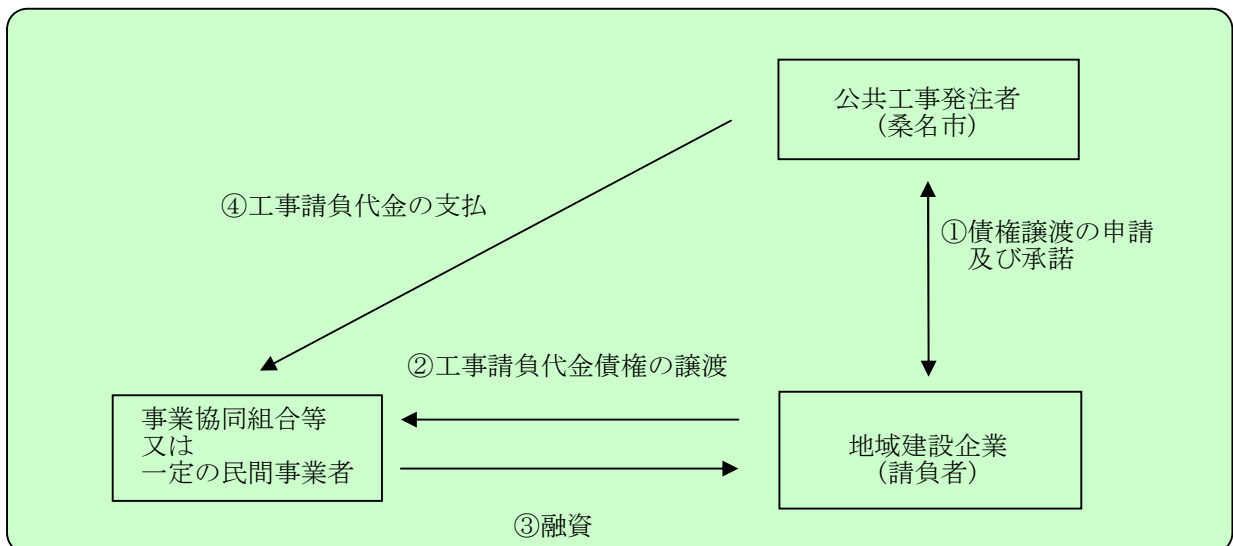 公共工事発注者
(桑名市)
④工事請負代金の支払
①債権譲渡の申請
及び承諾
②工事請負代金債権の譲渡
事業協同組合等
又は
一定の民間事業者
地域建設企業
(請負者)
③融資